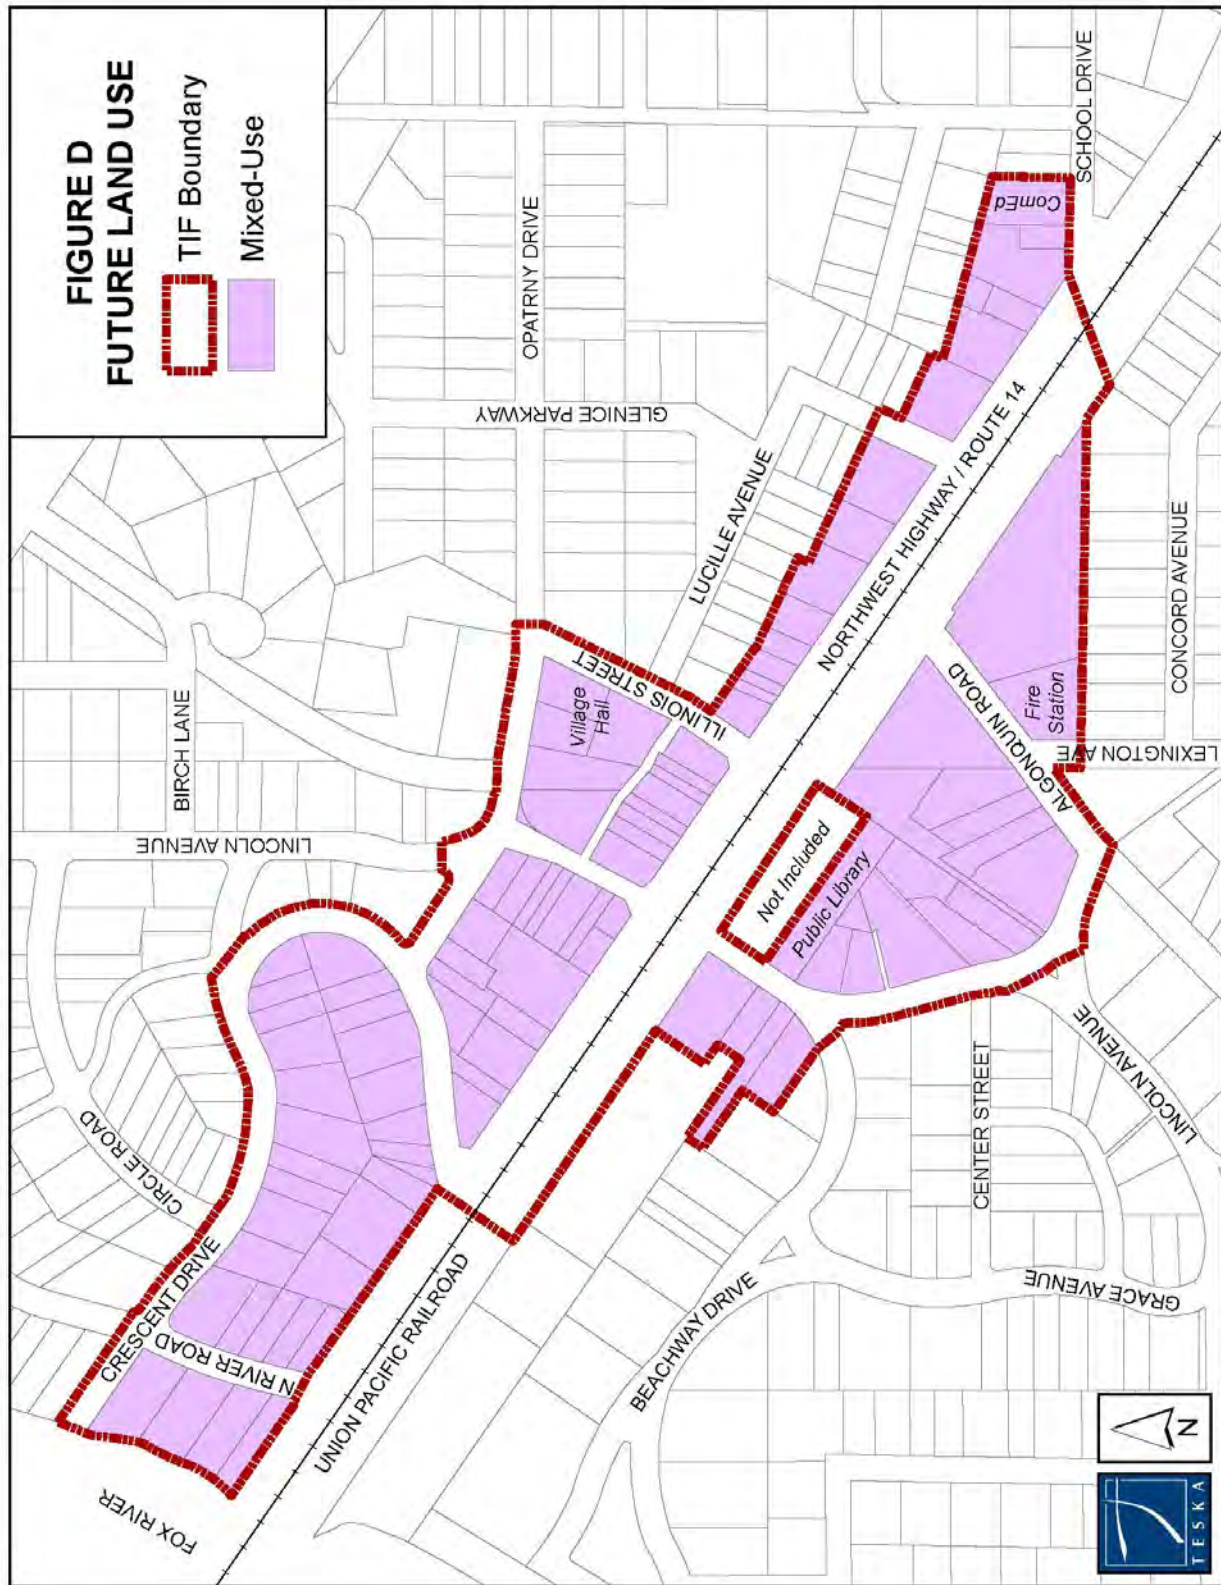 FIGURE D
FUTURE LAND USE
TIF Boundary
Mixed-Use
FOX RIVER
CRESCENT DRIVE
N RIVER ROAD
CIRCLE ROAD
LINCOLN AVENUE
BIRCH LANE
OPATRNY DRIVE
GLENICE PARKWAY
LUCILLE AVENUE
ILLINOIS STREET
Village
Hall
UNION PACIFIC RAILROAD
NORTHWEST HIGHWAY / ROUTE 14
ComEd
SCHOOL DRIVE
Not Included
Public Library
ALGONQUIN ROAD
Fire
Station
LEXINGTON AVE
CONCORD AVENUE
BEACHWAY DRIVE
CENTER STREET
LINCOLN AVENUE
GRACE AVENUE
TESKA
N